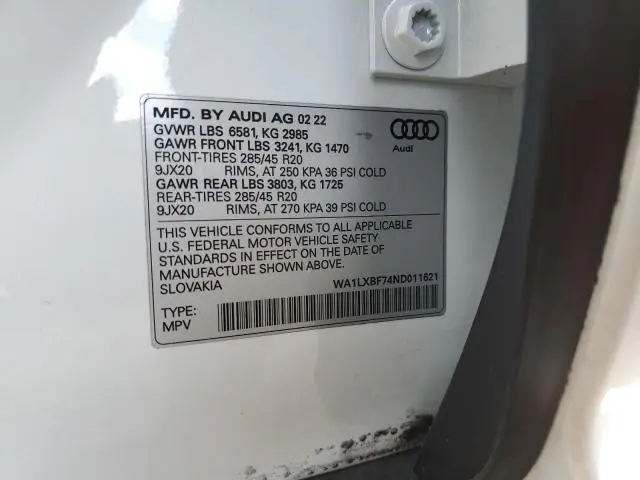 MFD. BY AUDI AG 02 22
GVWR LBS 6581, KG 2985
GAWR FRONT LBS 3241, KG 1470
FRONT-TIRES 285/45 R20
9JX20 RIMS, AT 250 KPA 36 PSI COLD
GAWR REAR LBS 3803, KG 1725
REAR-TIRES 285/45 R20
9JX20 RIMS, AT 270 KPA 39 PSI COLD
Audi
THIS VEHICLE CONFORMS TO ALL APPLICABLE
U.S. FEDERAL MOTOR VEHICLE SAFETY
STANDARDS IN EFFECT ON THE DATE OF
MANUFACTURE SHOWN ABOVE.
SLOVAKIA WA1LXBF74ND011621
TYPE:
MPV